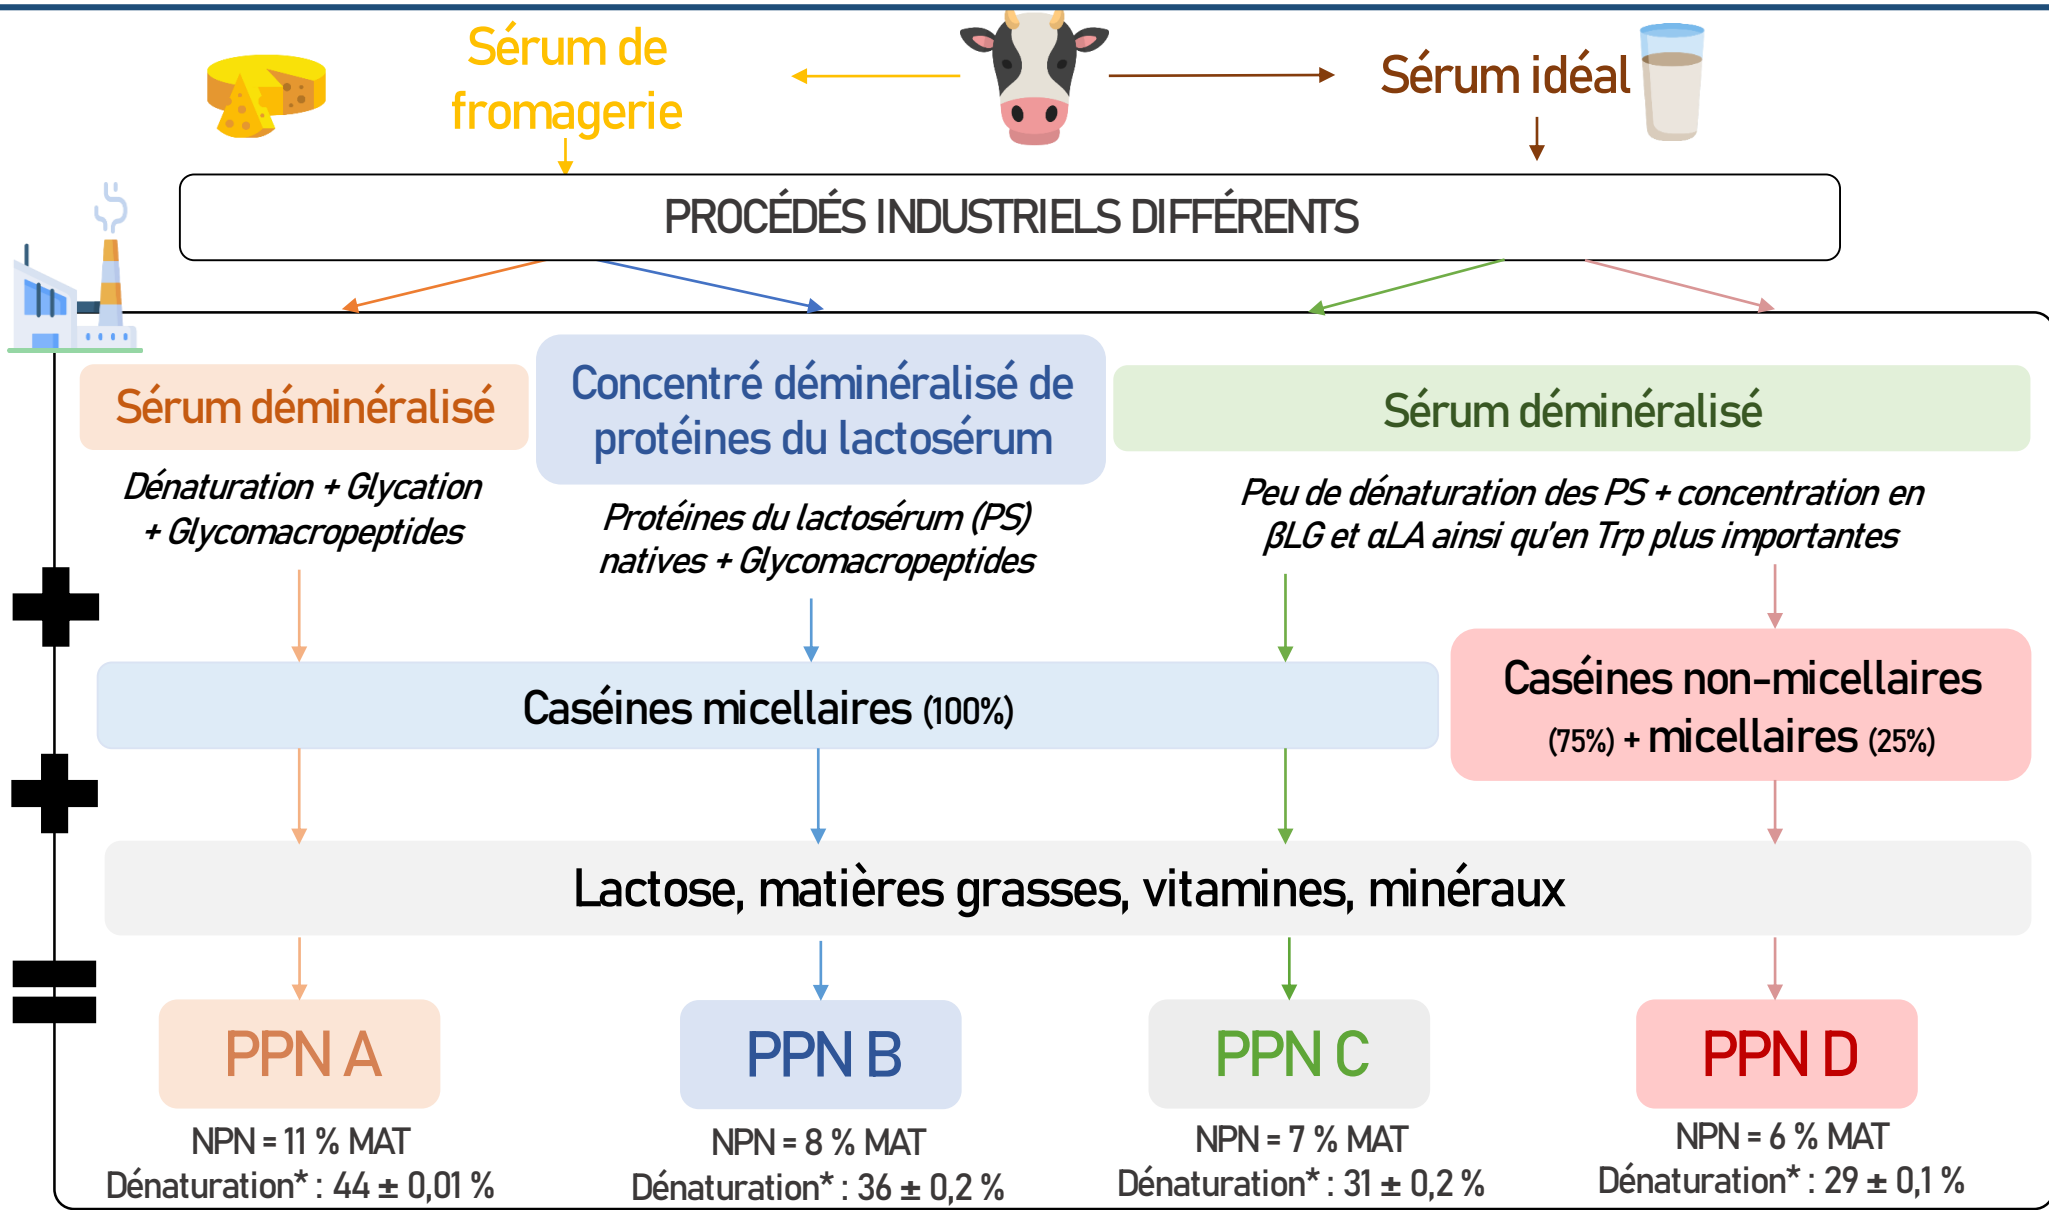 Sérum de
fromagerie
Sérum idéal
PROCÉDÉS INDUSTRIELS DIFFÉRENTS
Sérum déminéralisé
Dénaturation + Glycation
+ Glycomacropeptides
Concentré déminéralisé de
protéines du lactosérum
Protéines du lactosérum (PS)
natives + Glycomacropeptides
Sérum déminéralisé
Peu de dénaturation des PS + concentration en
βLG et αLA ainsi qu'en Trp plus importantes
Caséines micellaires (100%)
Caséines non-micellaires
(75%) + micellaires (25%)
Lactose, matières grasses, vitamines, minéraux
PPN A
NPN = 11 % MAT
Dénaturation* : 44 ± 0,01 %
PPN B
NPN = 8 % MAT
Dénaturation* : 36 ± 0,2 %
PPN C
NPN = 7 % MAT
Dénaturation* : 31 ± 0,2 %
PPN D
NPN = 6 % MAT
Dénaturation* : 29 ± 0,1 %